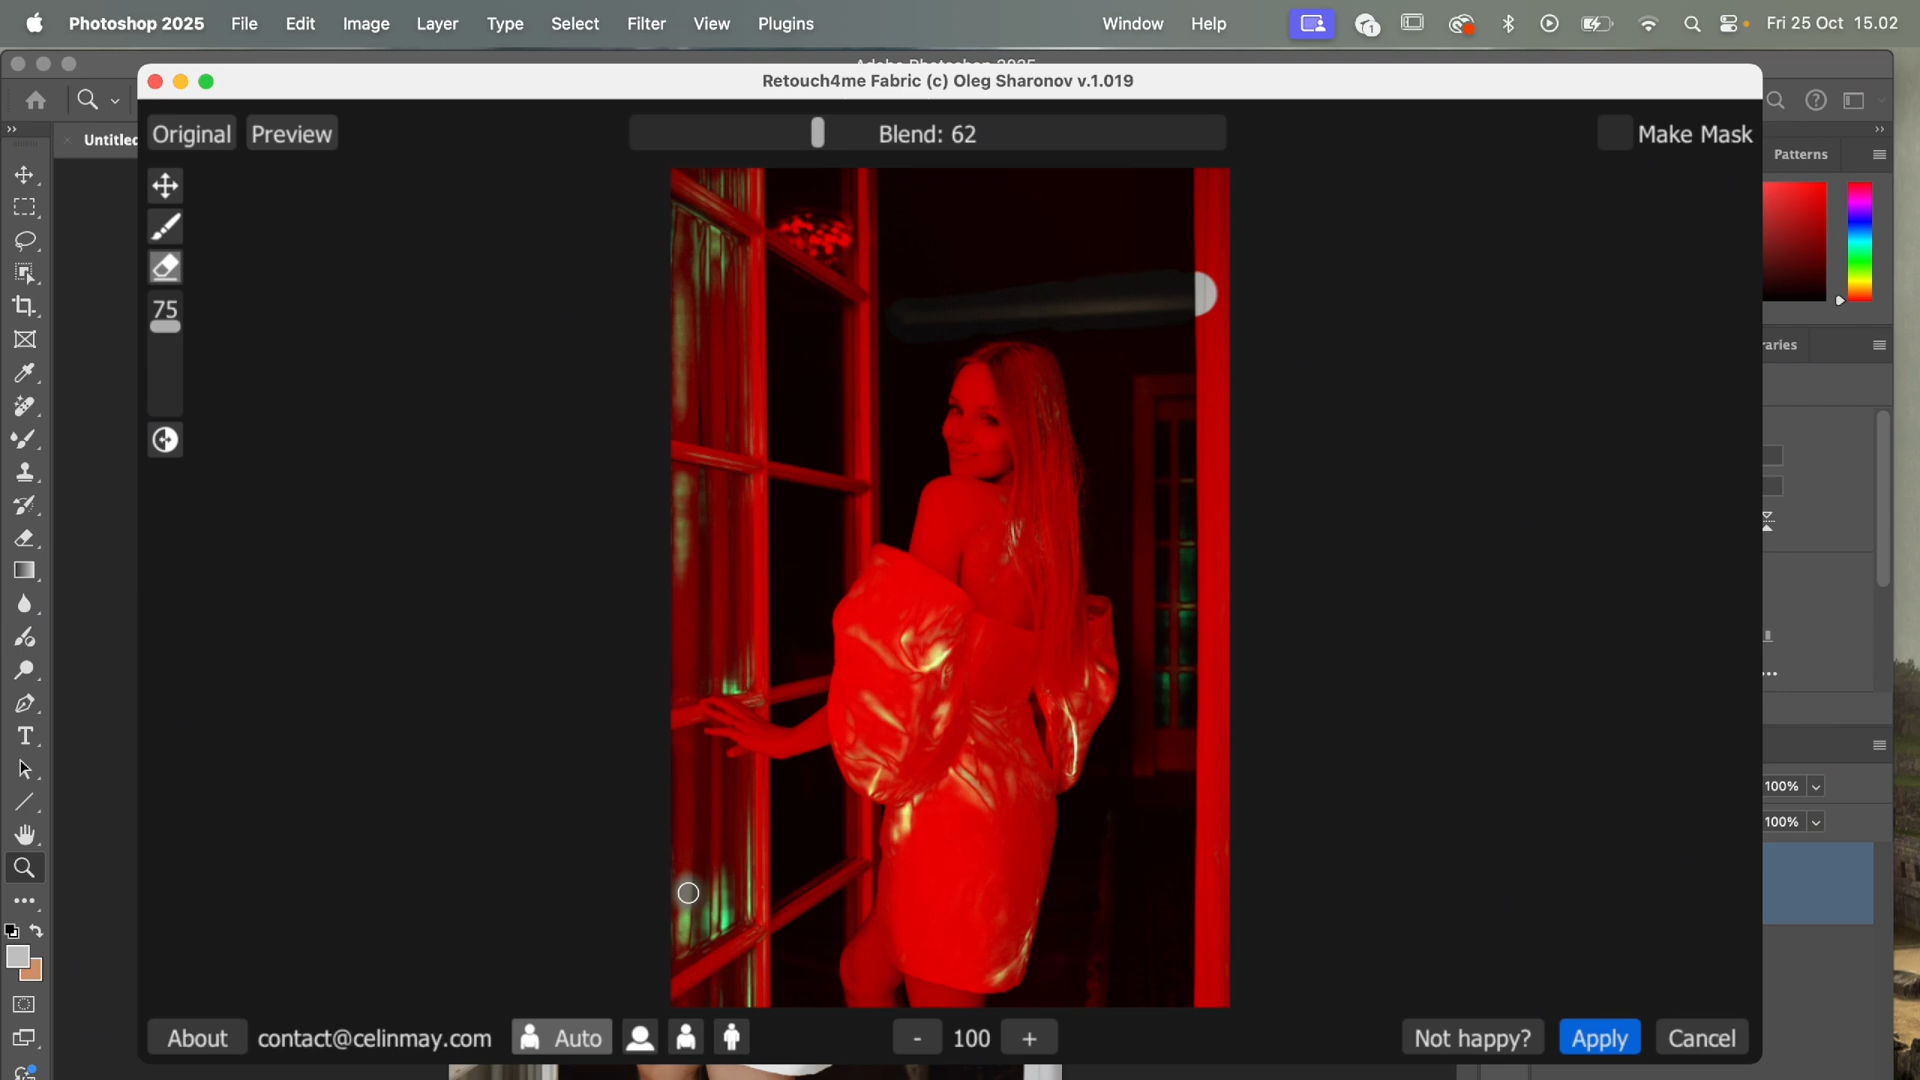 Photoshop 2025 File Edit Image Layer Type Select Filter View Plugins Window Help Fri 25 Oct 15.02
Retouch4me Fabric (c) Oleg Sharonov v.1.019
Original Preview Blend: 62 Make Mask
Untitled
Patterns
75
raries
100%
100%
About contact@celinmay.com Auto - 100 + Not happy? Apply Cancel